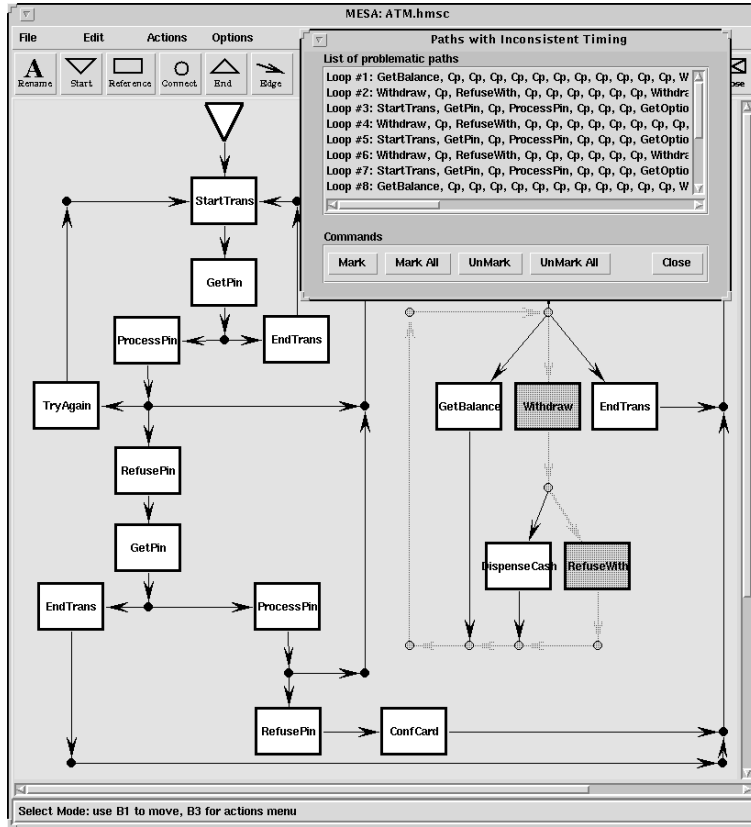 MESA: ATM.hmsc
File Edit Actions Options
Rename Start Reference Connect End Edge
Paths with Inconsistent Timing
List of problematic paths
Loop #1: GetBalance, Cp, Cp, Cp, Cp, Cp, Cp, Cp, Cp, Cp, Cp, W
Loop #2: Withdraw, Cp, RefuseWith, Cp, Cp, Cp, Cp, Cp, Withdra
Loop #3: StartTrans, GetPin, Cp, ProcessPin, Cp, Cp, Cp, GetOptio
Loop #4: Withdraw, Cp, RefuseWith, Cp, Cp, Cp, Cp, Cp, Cp, Cp,
Loop #5: StartTrans, GetPin, Cp, ProcessPin, Cp, Cp, Cp, GetOptio
Loop #6: Withdraw, Cp, RefuseWith, Cp, Cp, Cp, Cp, Cp, Withdra
Loop #7: StartTrans, GetPin, Cp, ProcessPin, Cp, Cp, Cp, GetOptio
Loop #8: GetBalance, Cp, Cp, Cp, Cp, Cp, Cp, Cp, Cp, Cp, Cp, W
Commands
Mark Mark All UnMark UnMark All Close
StartTrans
GetPin
ProcessPin EndTrans
TryAgain GetBalance Withdraw EndTrans
RefusePin
GetPin DispenseCash RefuseWith
EndTrans ProcessPin
RefusePin ConfCard
Select Mode: use B1 to move, B3 for actions menu